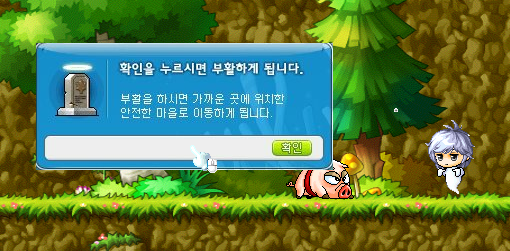 확인을 누르시면 부활하게 됩니다.
부활을 하시면 가까운 곳에 위치한
안전한 마을로 이동하게 됩니다.
확인